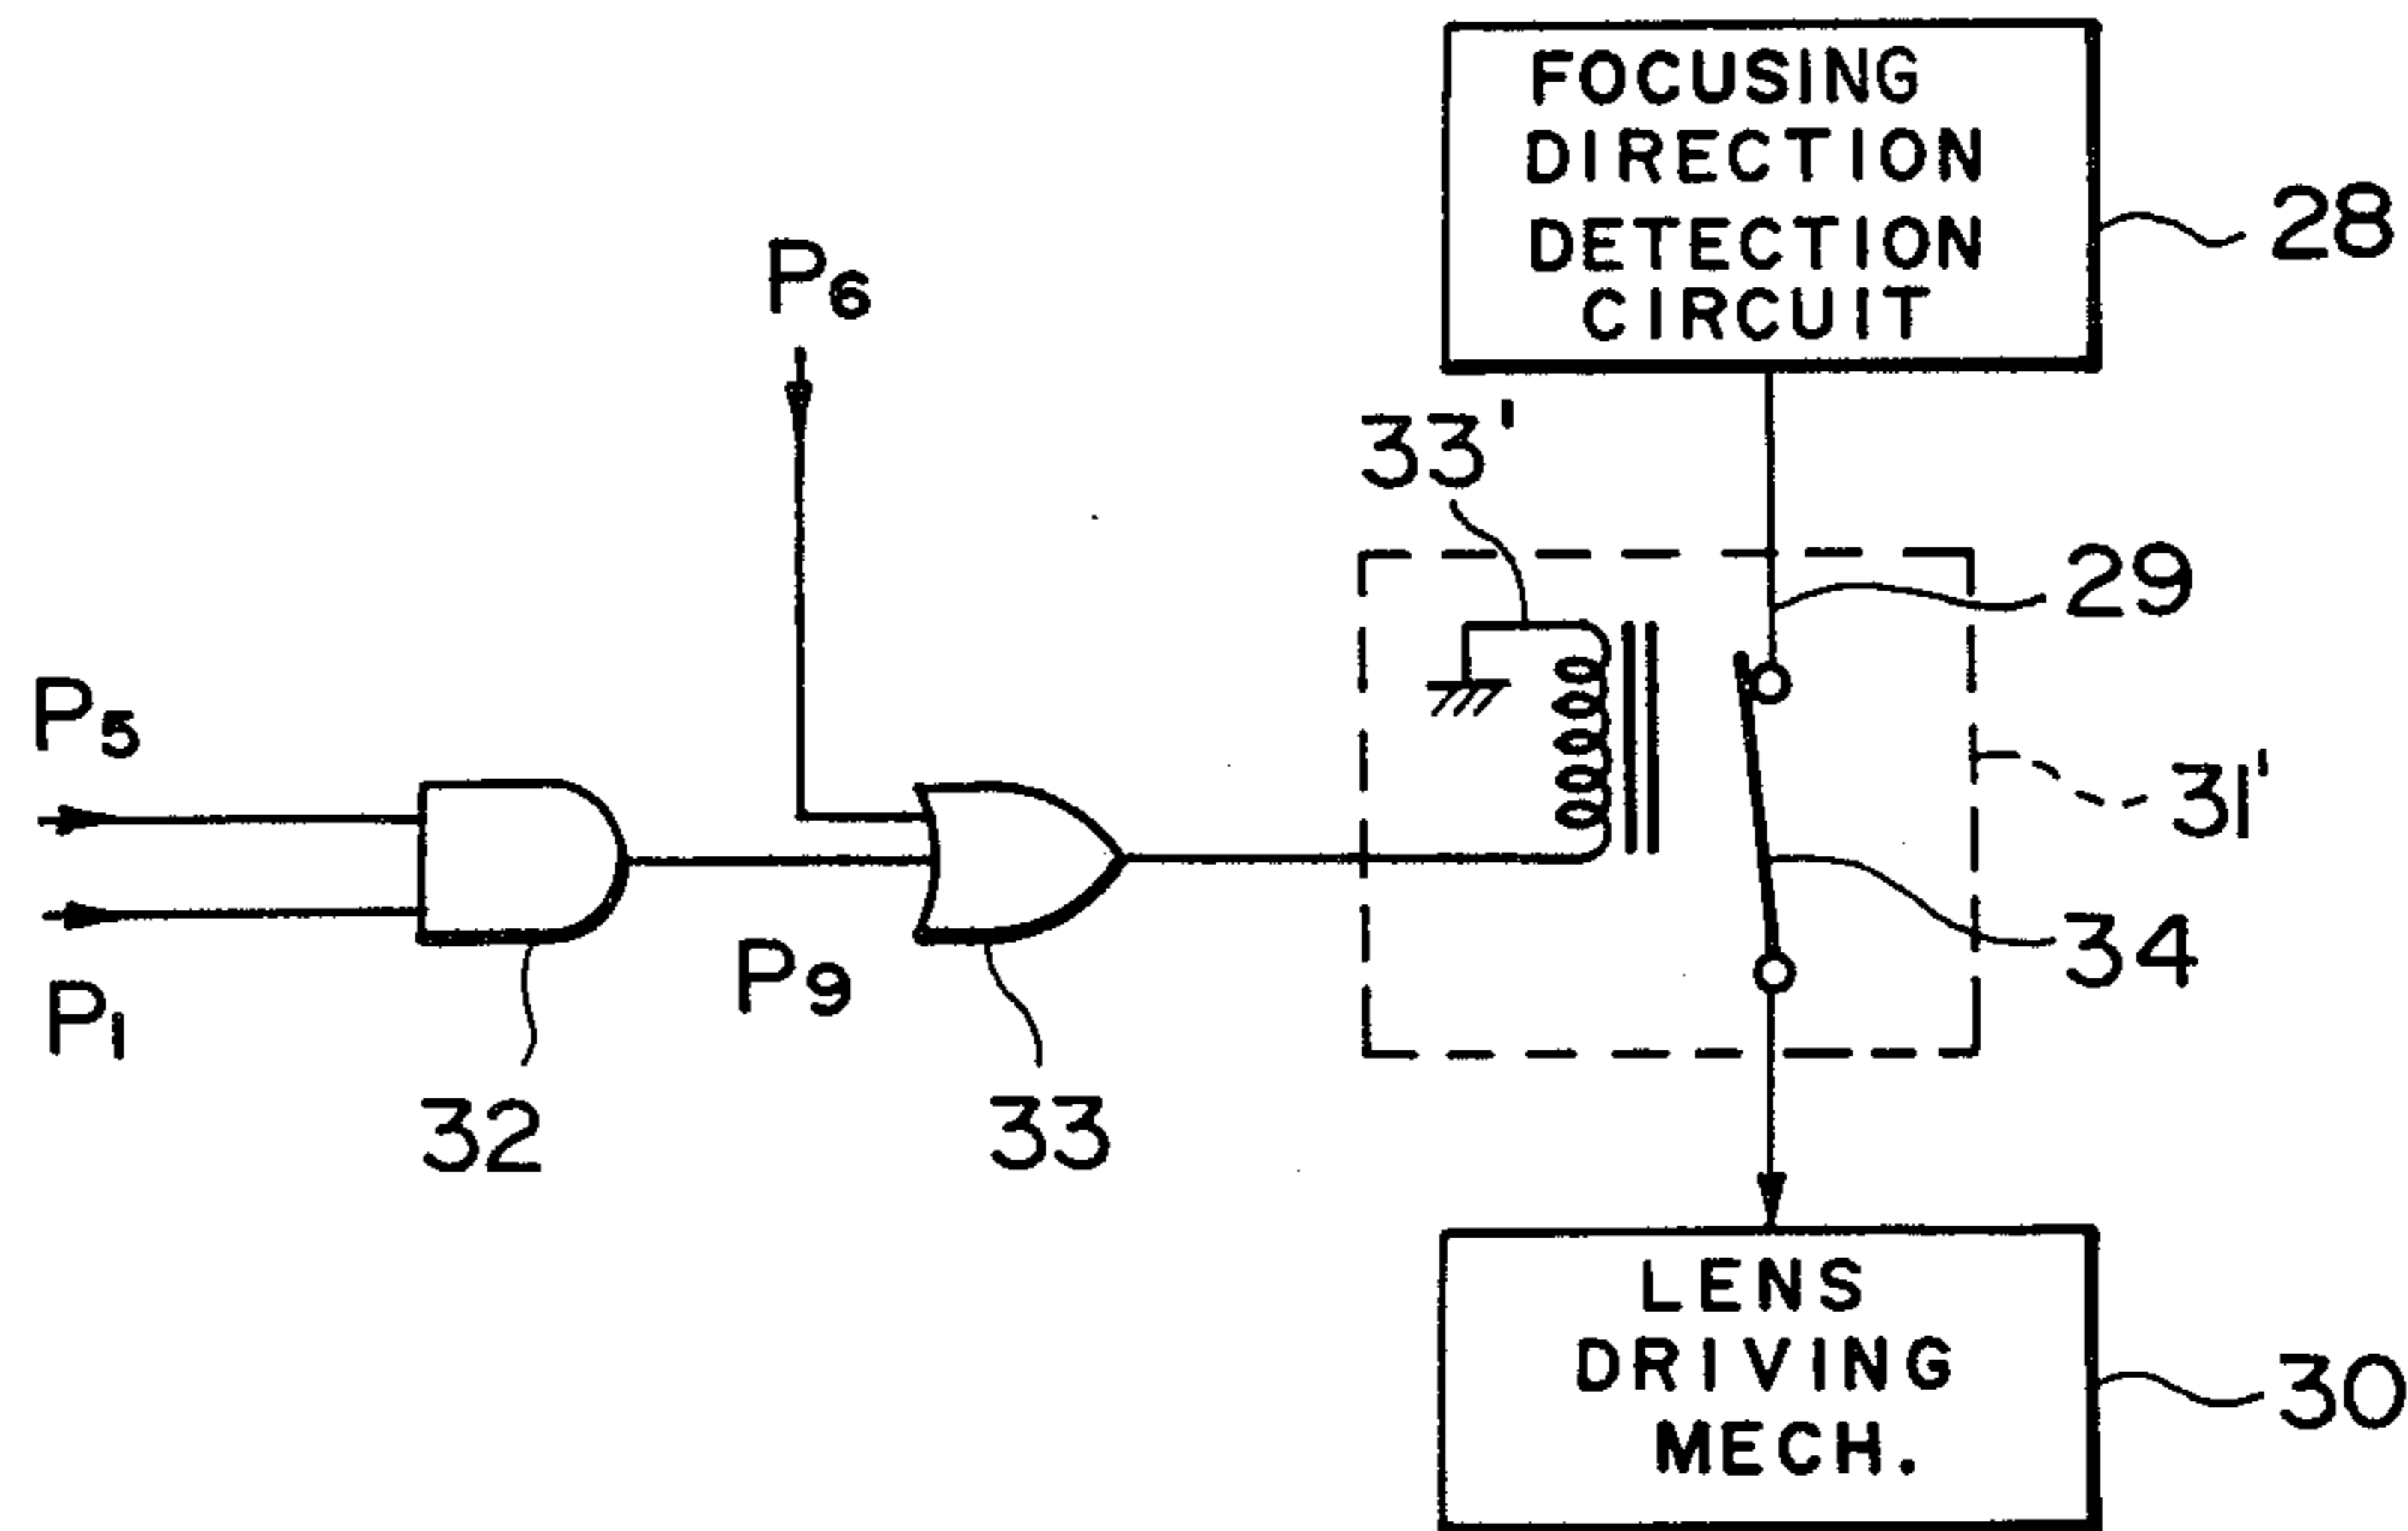 FOCUSING
DIRECTION
DETECTION
CIRCUIT
28
P6
33'
29
P5
31'
34
P9
P1
32
33
LENS
DRIVING
MECH.
30